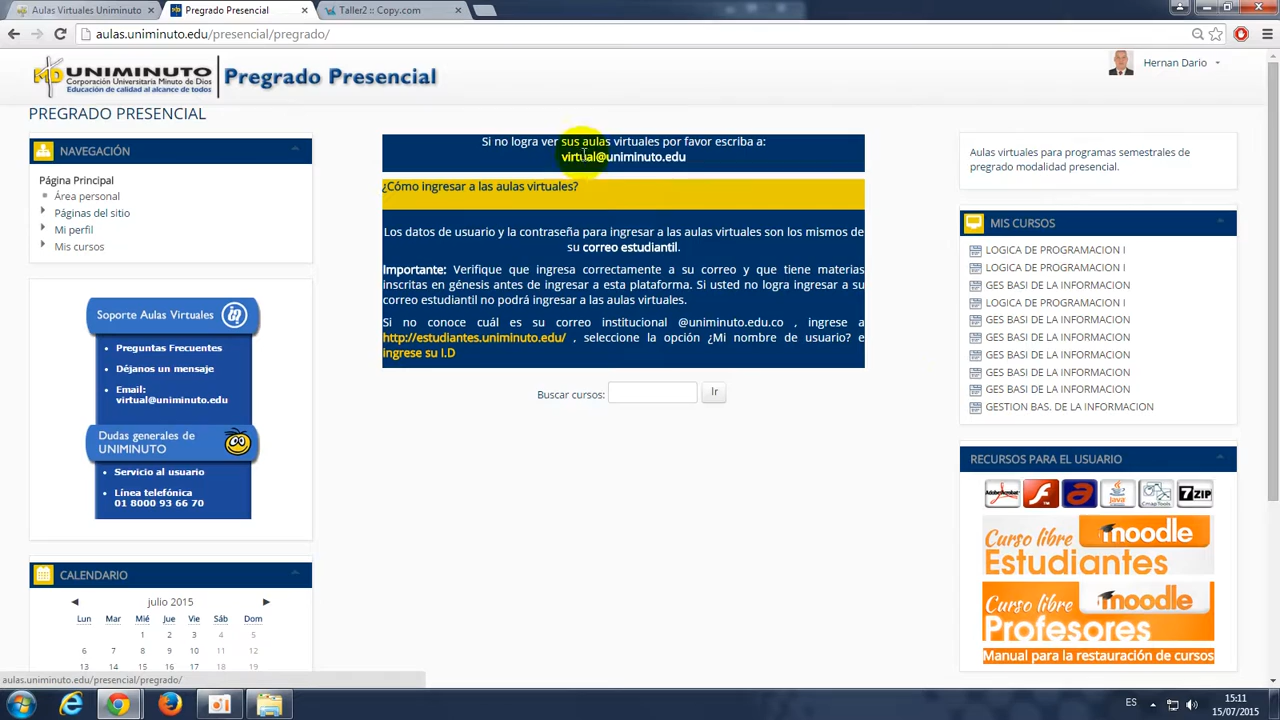 Aulas Virtuales Uniminuto
Pregrado Presencial
Taller2 :: Copy.com
aulas.uniminuto.edu/presencial/pregrado/
UNIMINUTO
Corporación Universitaria Minuto de Dios
Educación de calidad al alcance de todos
Pregrado Presencial
Hernan Dario
PREGRADO PRESENCIAL
NAVEGACIÓN
Página Principal
Área personal
Páginas del sitio
Mi perfil
Mis cursos
Soporte Aulas Virtuales
Preguntas Frecuentes
Déjanos un mensaje
Email:
virtual@uniminuto.edu
Dudas generales de
UNIMINUTO
Servicio al usuario
Línea telefónica
01 8000 93 66 70
CALENDARIO
julio 2015
Lun Mar Mié Jue Vie Sáb Dom
1 2 3 4 5
6 7 8 9 10 11 12
13 14 15 16 17 18 19
Si no logra ver sus aulas virtuales por favor escriba a:
virtual@uniminuto.edu
¿Cómo ingresar a las aulas virtuales?
Los datos de usuario y la contraseña para ingresar a las aulas virtuales son los mismos de
su correo estudiantil.
Importante: Verifique que ingresa correctamente a su correo y que tiene materias
inscritas en génesis antes de ingresar a esta plataforma. Si usted no logra ingresar a su
correo estudiantil no podrá ingresar a las aulas virtuales.
Si no conoce cuál es su correo institucional @uniminuto.edu.co , ingrese a
http://estudiantes.uniminuto.edu/ , seleccione la opción ¿Mi nombre de usuario? e
ingrese su I.D
Buscar cursos:
Ir
Aulas virtuales para programas semestrales de
pregrado modalidad presencial.
MIS CURSOS
LOGICA DE PROGRAMACION I
LOGICA DE PROGRAMACION I
GES BASI DE LA INFORMACION
LOGICA DE PROGRAMACION I
GES BASI DE LA INFORMACION
GES BASI DE LA INFORMACION
GES BASI DE LA INFORMACION
GES BASI DE LA INFORMACION
GES BASI DE LA INFORMACION
GESTION BAS. DE LA INFORMACION
RECURSOS PARA EL USUARIO
7ZIP
Curso libre moodle
Estudiantes
Curso libre moodle
Profesores
Manual para la restauración de cursos
aulas.uniminuto.edu/presencial/pregrado/
ES
15:11
15/07/2015